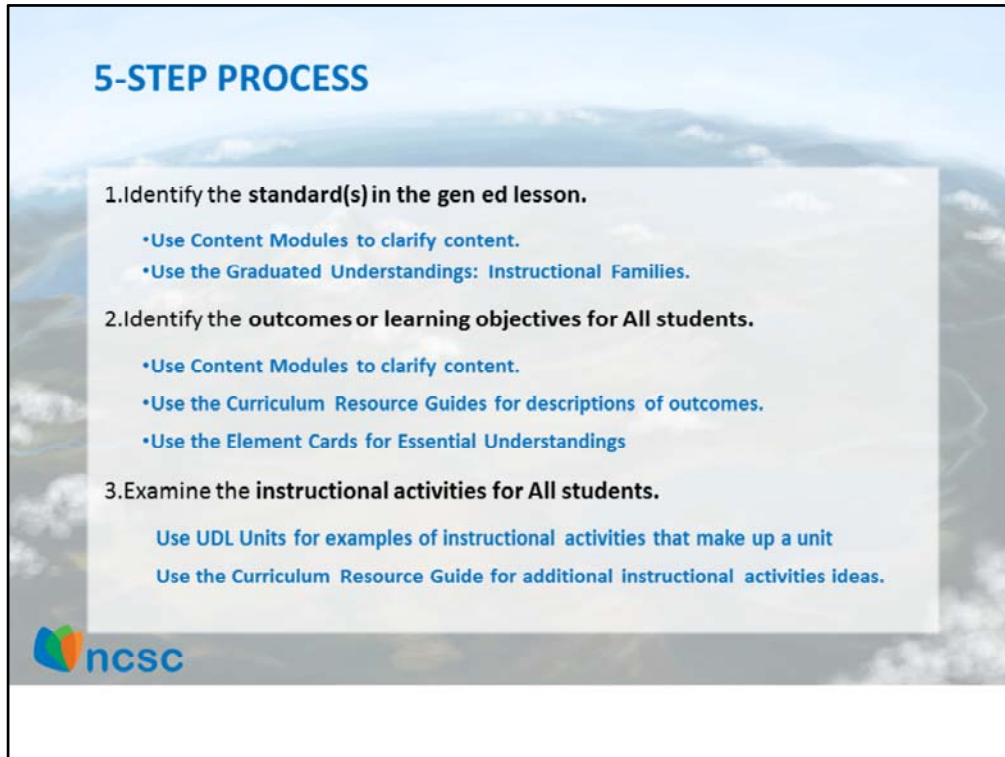 5-STEP PROCESS
1.Identify the standard(s) in the gen ed lesson.
•Use Content Modules to clarify content.
•Use the Graduated Understandings: Instructional Families.
2.Identify the outcomes or learning objectives for All students.
•Use Content Modules to clarify content.
•Use the Curriculum Resource Guides for descriptions of outcomes.
•Use the Element Cards for Essential Understandings
3.Examine the instructional activities for All students.
Use UDL Units for examples of instructional activities that make up a unit
Use the Curriculum Resource Guide for additional instructional activities ideas.
ncsc